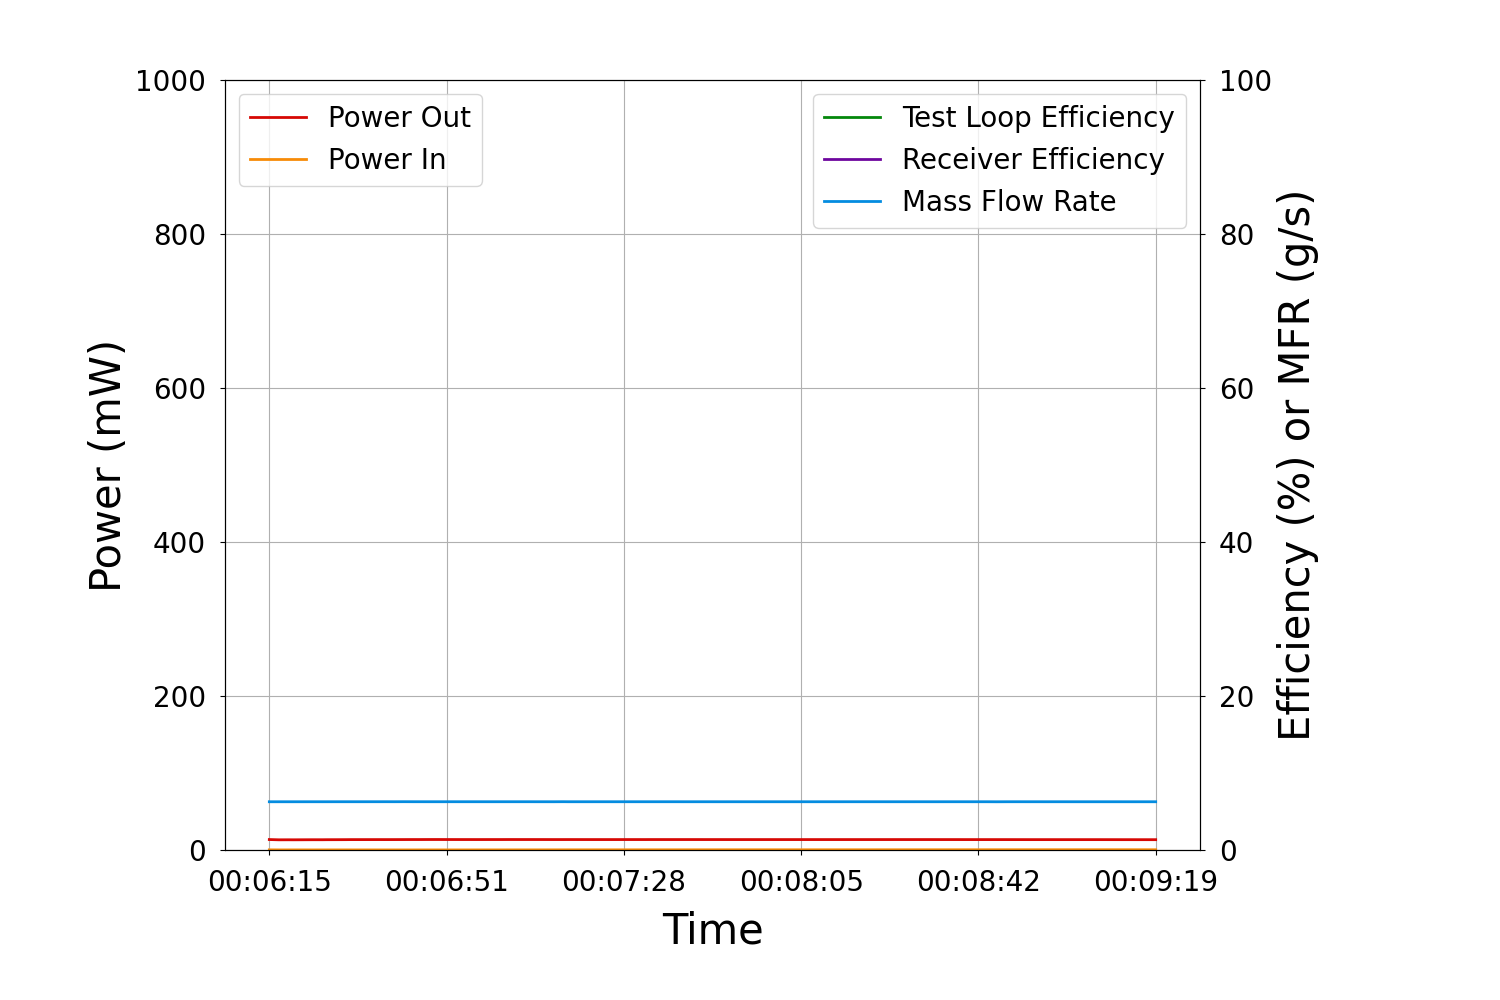 1000
800
600
400
200
0
Power (mW)
Power Out
Power In
Test Loop Efficiency
Receiver Efficiency
Mass Flow Rate
100
80
60
40
20
0
Efficiency (%) or MFR (g/s)
00:06:15 00:06:51 00:07:28 00:08:05 00:08:42 00:09:19
Time